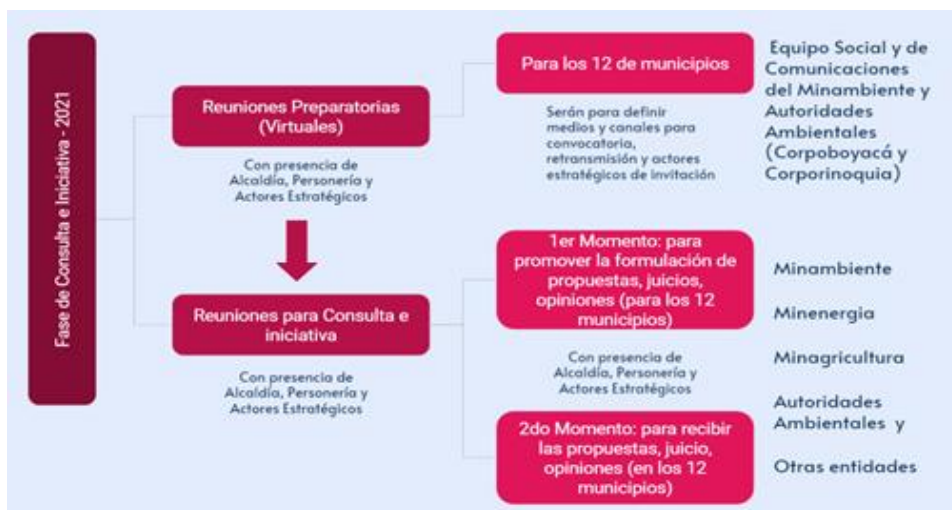 Fase de Consulta e Iniciativa - 2021
Reuniones Preparatorias
(Virtuales)
Con presencia de
Alcaldía, Personería y
Actores Estratégicos
Para los 12 de municipios
Serán para definir
medios y canales para
convocatoria,
retransmisión y actores
estratégicos de invitación
Equipo Social y de
Comunicaciones
del Minambiente y
Autoridades
Ambientales
(Corpoboyacá y
Corporinoquia)
Reuniones para Consulta e
iniciativa
Con presencia de
Alcaldía, Personería y
Actores Estratégicos
1er Momento: para
promover la formulación de
propuestas, juicios,
opiniones (para los 12
municipios)
Con presencia de
Alcaldía, Personería y
Actores Estratégicos
2do Momento: para recibir
las propuestas, juicio,
opiniones (en los 12
municipios)
Minambiente
Minenergia
Minagricultura
Autoridades
Ambientales y
Otras entidades